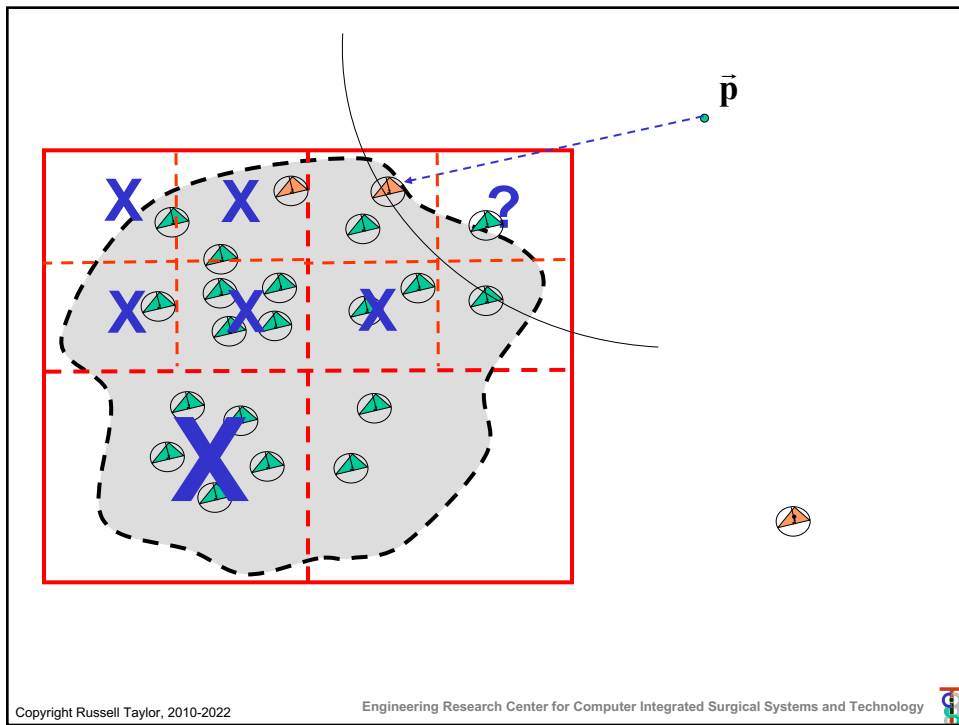 p
X X ?
X X X
X
Copyright Russell Taylor, 2010-2022
Engineering Research Center for Computer Integrated Surgical Systems and Technology